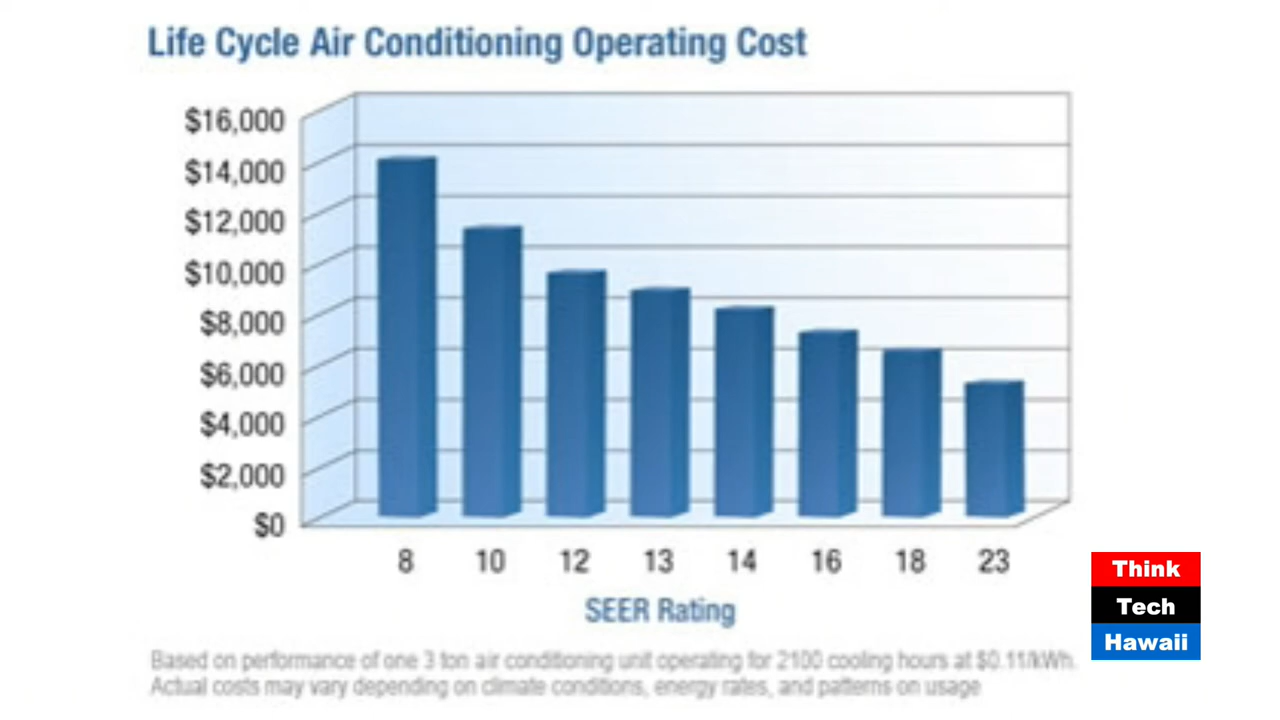 Life Cycle Air Conditioning Operating Cost
$16,000
$14,000
$12,000
$10,000
$8,000
$6,000
$4,000
$2,000
$0
8 10 12 13 14 16 18 23
SEER Rating
Based on performance of one 3 ton air conditioning unit operating for 2100 cooling hours at $0.11/kWh.
Actual costs may vary depending on climate conditions, energy rates, and patterns on usage
Think
Tech
Hawaii